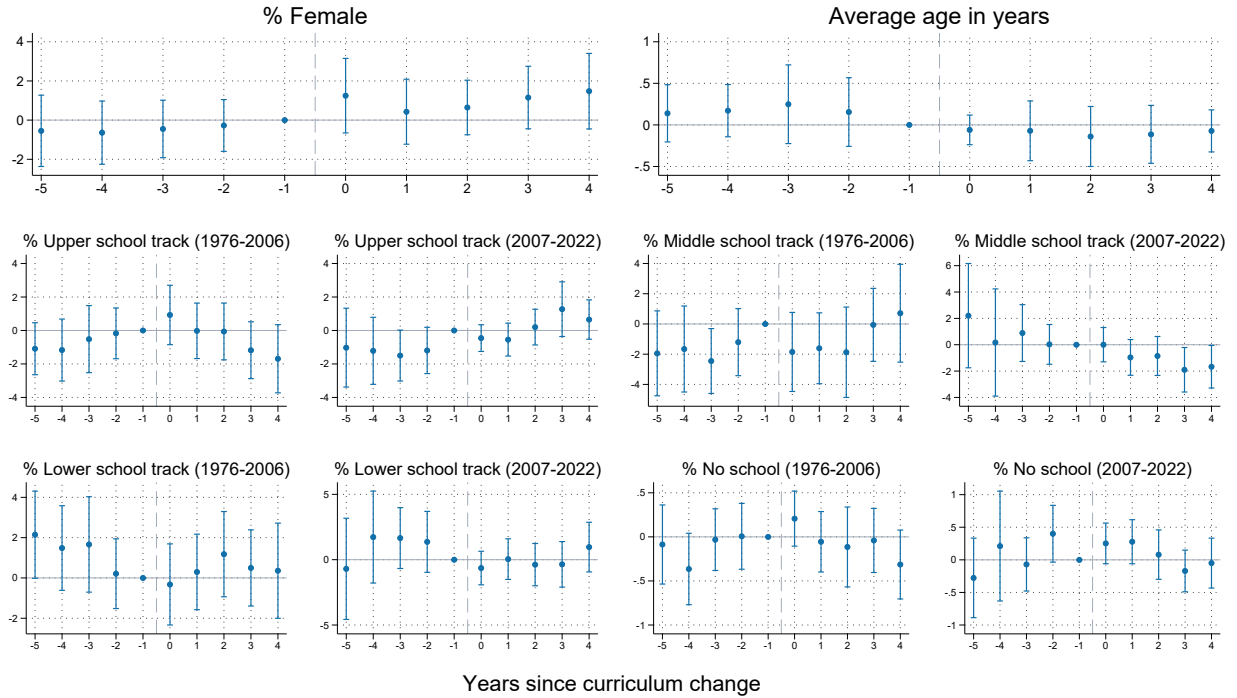 % Female
4
2
0
-2
-5 -4 -3 -2 -1 0 1 2 3 4
Average age in years
1
.5
0
-.5
-5 -4 -3 -2 -1 0 1 2 3 4
% Upper school track (1976-2006)
4
2
0
-2
-4
-5 -4 -3 -2 -1 0 1 2 3 4
% Upper school track (2007-2022)
4
2
0
-2
-4
-5 -4 -3 -2 -1 0 1 2 3 4
% Middle school track (1976-2006)
4
2
0
-2
-4
-5 -4 -3 -2 -1 0 1 2 3 4
% Middle school track (2007-2022)
6
4
2
0
-2
-4
-5 -4 -3 -2 -1 0 1 2 3 4
% Lower school track (1976-2006)
4
2
0
-2
-5 -4 -3 -2 -1 0 1 2 3 4
% Lower school track (2007-2022)
5
0
-5
-5 -4 -3 -2 -1 0 1 2 3 4
% No school (1976-2006)
.5
0
-.5
-1
-5 -4 -3 -2 -1 0 1 2 3 4
% No school (2007-2022)
1
.5
0
-.5
-1
-5 -4 -3 -2 -1 0 1 2 3 4
Years since curriculum change